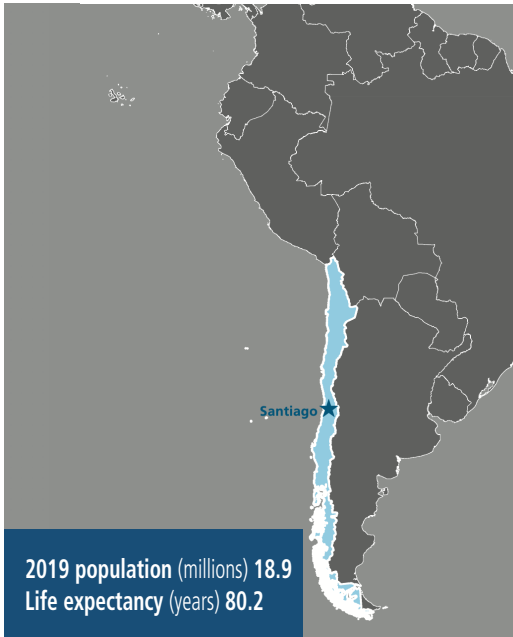 Santiago
2019 population (millions) 18.9
Life expectancy (years) 80.2